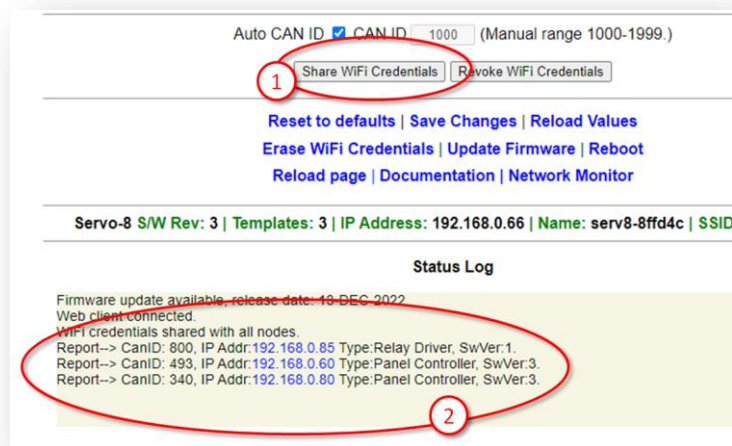 Auto CAN ID CAN ID 1000 (Manual range 1000-1999.)
1
Share WiFi Credentials Revoke WiFi Credentials
Reset to defaults | Save Changes | Reload Values
Erase WiFi Credentials | Update Firmware | Reboot
Reload page | Documentation | Network Monitor
Servo-8 S/W Rev: 3 | Templates: 3 | IP Address: 192.168.0.66 | Name: serv8-8ffd4c | SSID
Status Log
Firmware update available, release date: 13-DEC-2022
Web client connected.
WiFi credentials shared with all nodes.
Report--> CanID: 800, IP Addr:192.168.0.85 Type:Relay Driver, SwVer:1.
Report--> CanID: 493, IP Addr:192.168.0.60 Type:Panel Controller, SwVer:3.
Report--> CanID: 340, IP Addr:192.168.0.80 Type:Panel Controller, SwVer:3.
2